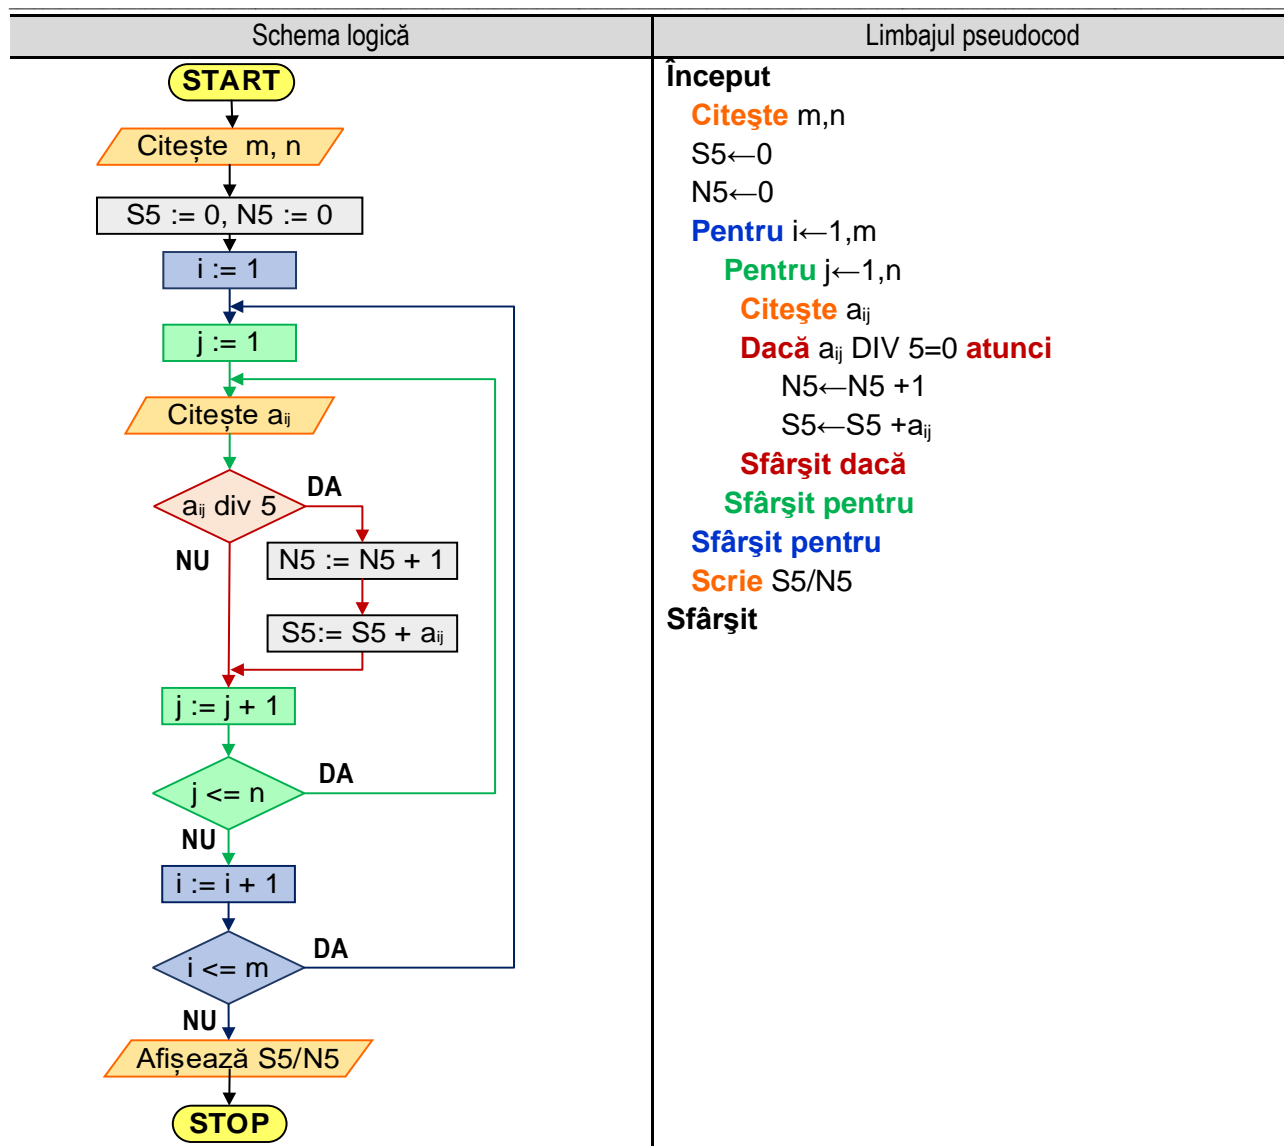 Schema logică
Limbajul pseudocod
START
Citește m, n
S5 := 0, N5 := 0
i := 1
j := 1
Citește aij
aij div 5
DA
NU
N5 := N5 + 1
S5:= S5 + aij
j := j + 1
j <= n
DA
NU
i := i + 1
i <= m
DA
NU
Afișează S5/N5
STOP
Început
Citeşte m,n
S5←0
N5←0
Pentru i←1,m
Pentru j←1,n
Citeşte aij
Dacă aij DIV 5=0 atunci
N5←N5 +1
S5←S5 +aij
Sfârşit dacă
Sfârşit pentru
Sfârşit pentru
Scrie S5/N5
Sfârşit